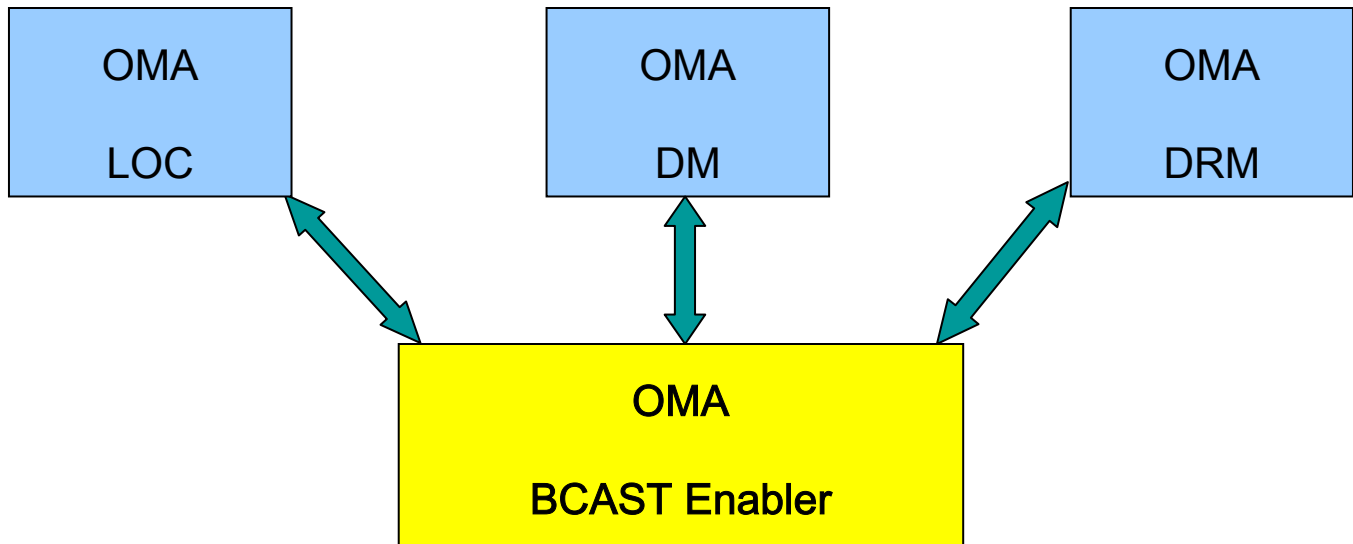 OMA
LOC
OMA
DM
OMA
DRM
OMA
BCAST Enabler